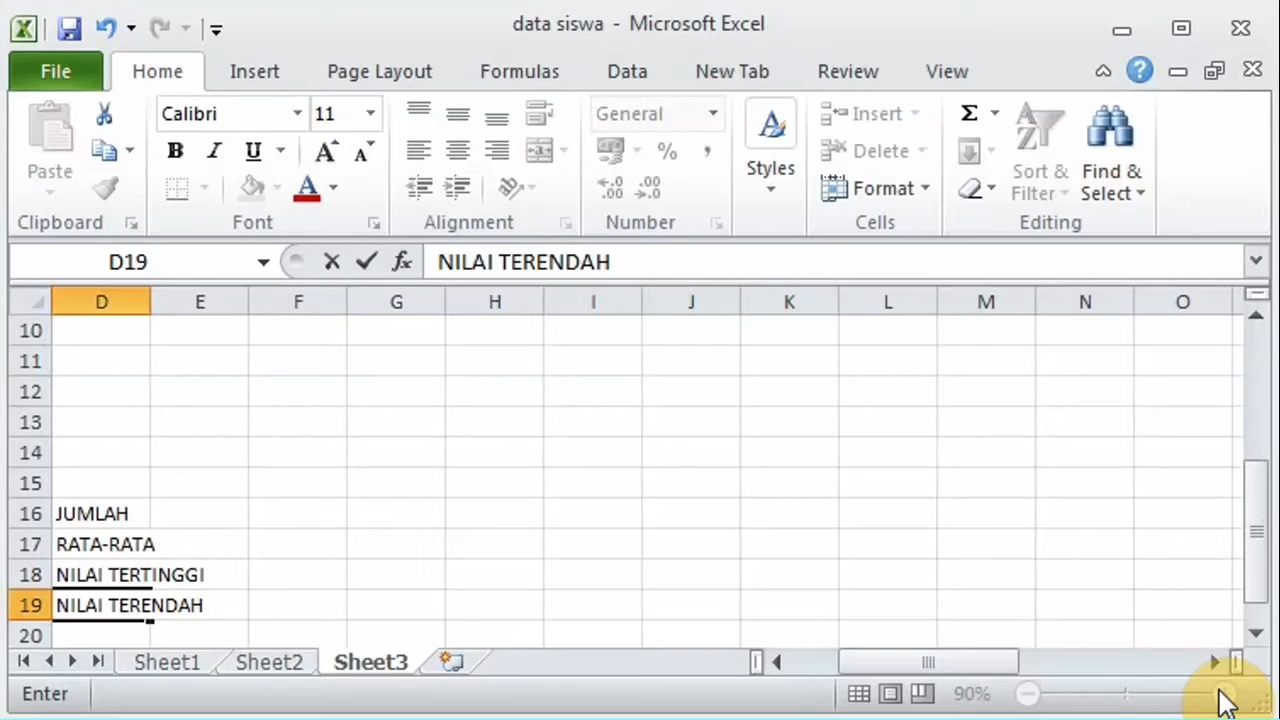 data siswa - Microsoft Excel
File Home Insert Page Layout Formulas Data New Tab Review View
Calibri 11 General Insert
Delete
Paste Styles Format Sort & Filter Find & Select
Clipboard Font Alignment Number Cells Editing
D19 fx NILAI TERENDAH
D E F G H I J K L M N O
10
11
12
13
14
15
16 JUMLAH
17 RATA-RATA
18 NILAI TERTINGGI
19 NILAI TERENDAH
20
Sheet1 Sheet2 Sheet3
Enter 90%